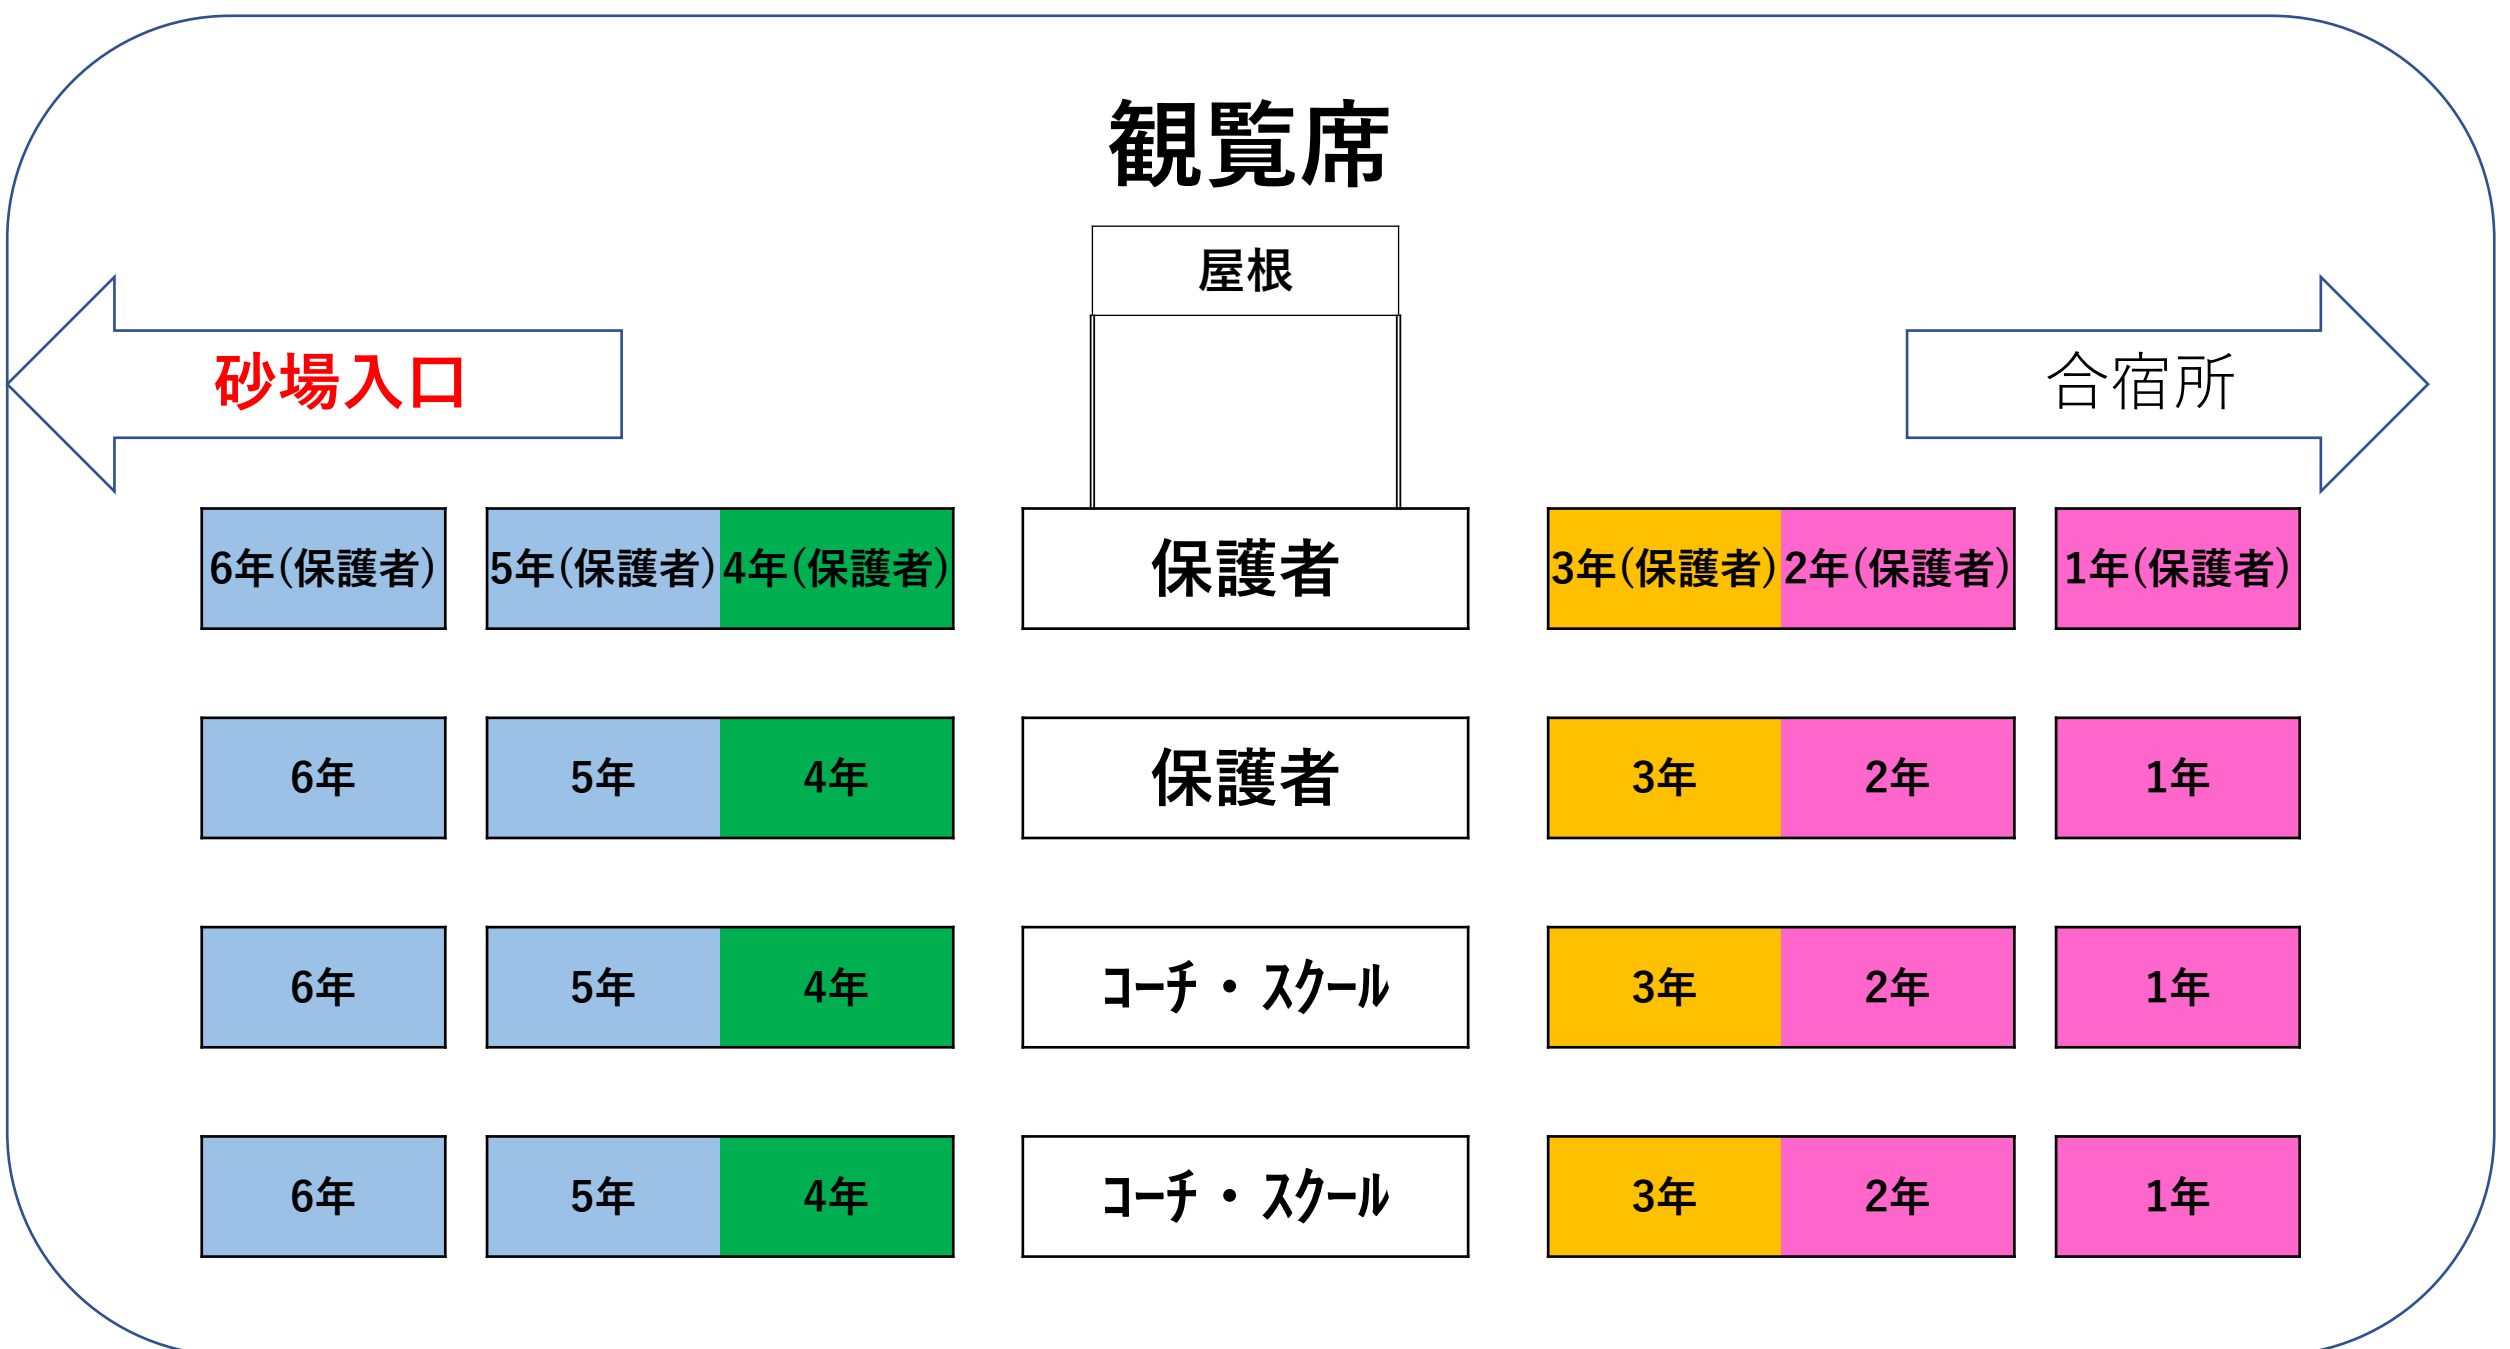 観覧席
屋根
砂場入口 合宿所
6年(保護者) 5年(保護者) 4年(保護者) 保護者 3年(保護者) 2年(保護者) 1年(保護者)
6年 5年 4年 保護者 3年 2年 1年
6年 5年 4年 ｺｰﾁ・ｽｸｰﾙ 3年 2年 1年
6年 5年 4年 ｺｰﾁ・ｽｸｰﾙ 3年 2年 1年